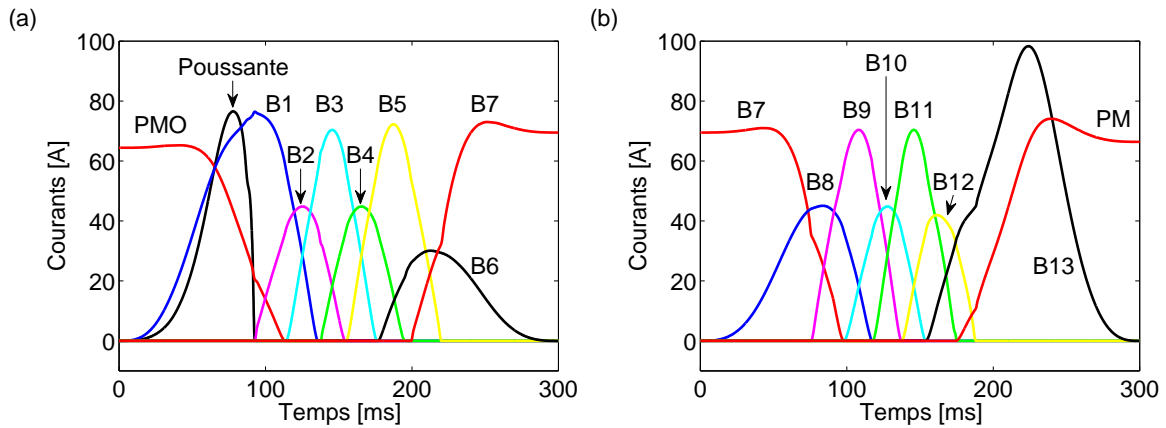 (a)
100
80
60
40
20
0
Courants [A]
0
100
200
300
Temps [ms]
Poussante
PMO
B1
B3
B5
B7
B2
B4
B6
(b)
100
80
60
40
20
0
Courants [A]
0
100
200
300
Temps [ms]
B10
B7
B9
B11
PM
B8
B12
B13